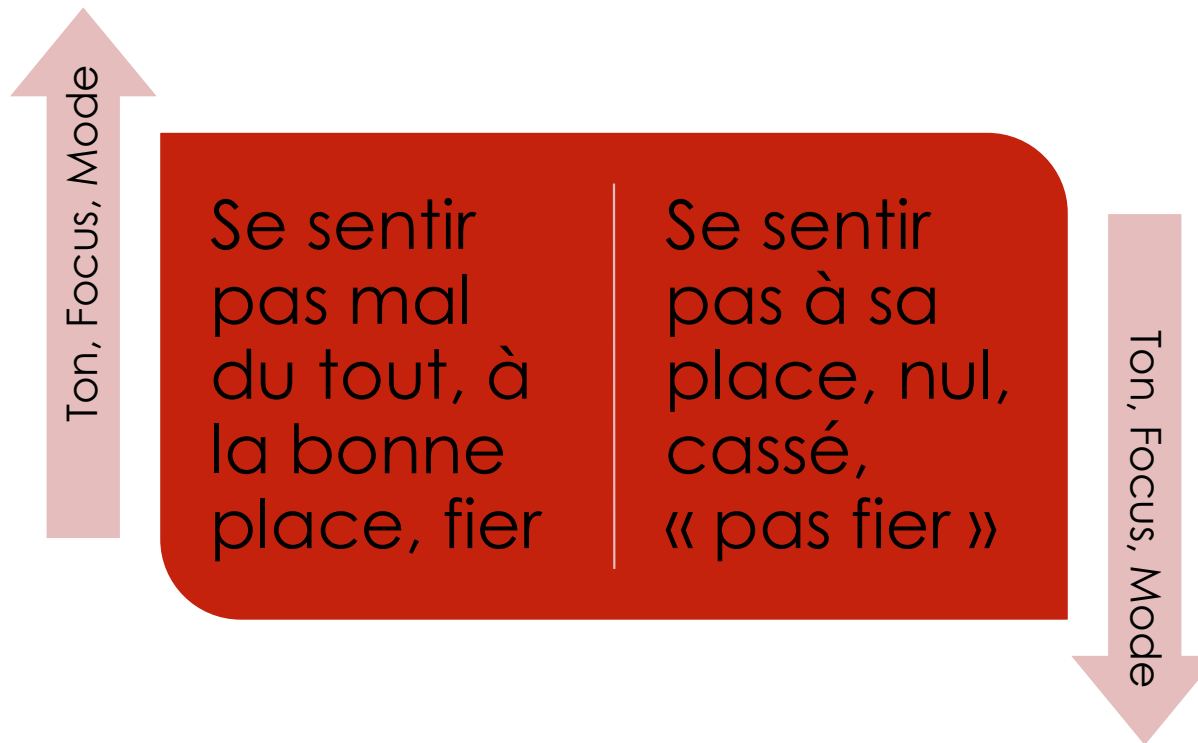 Ton, Focus, Mode
Se sentir
pas mal
du tout, à
la bonne
place, fier
Se sentir
pas à sa
place, nul,
cassé,
« pas fier »
Ton, Focus, Mode